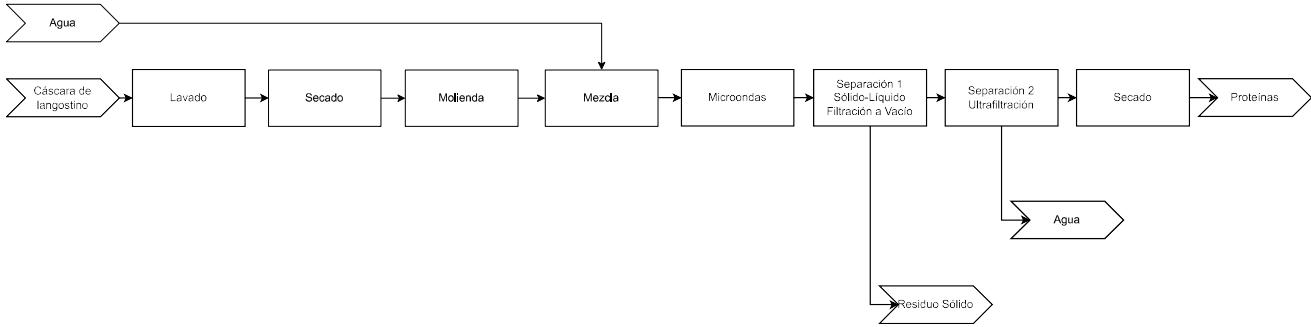 Agua
Cáscara de
langostino
Lavado
Secado
Molienda
Mezcla
Microondas
Separación 1
Sólido-Líquido
Filtración a Vacío
Separación 2
Ultrafiltración
Secado
Proteínas
Agua
Residuo Sólido